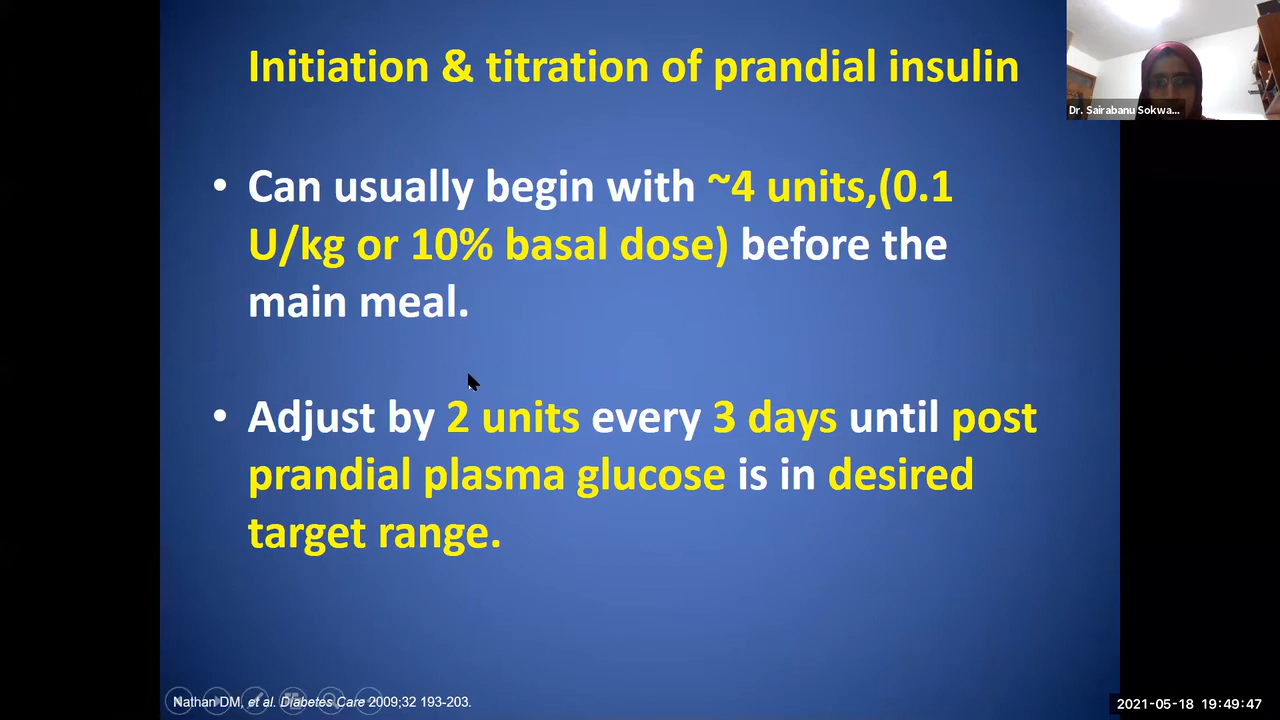 Initiation & titration of prandial insulin
Dr. Sairabanu Sokwa...
• Can usually begin with ~4 units,(0.1
U/kg or 10% basal dose) before the
main meal.
• Adjust by 2 units every 3 days until post
prandial plasma glucose is in desired
target range.
Nathan DM, et al. Diabetes Care 2009;32 193-203.
2021-05-18 19:49:47